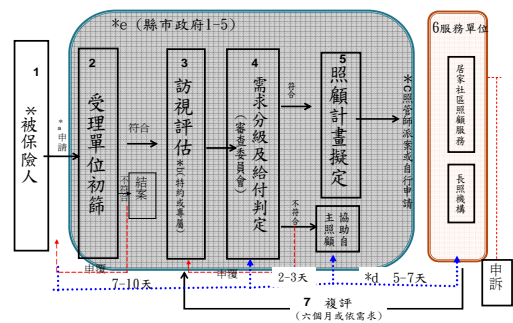 *e（縣市政府1-5）
6服務單位
1
*被保險人
*a申請
2
受理單位初篩
符合
不符合
結案
3
訪視評估
*b(特約或專屬)
4
需求分級及給付判定
(審查委員會)
符合
不符合
5
照顧計畫擬定
協助自
主照顧
*c照管師派案或自行申請
居家社區照顧服務
長照機構
申訴
申覆
申覆
7-10天
2-3天
*d 5-7天
7 複評
（六個月或依需求）